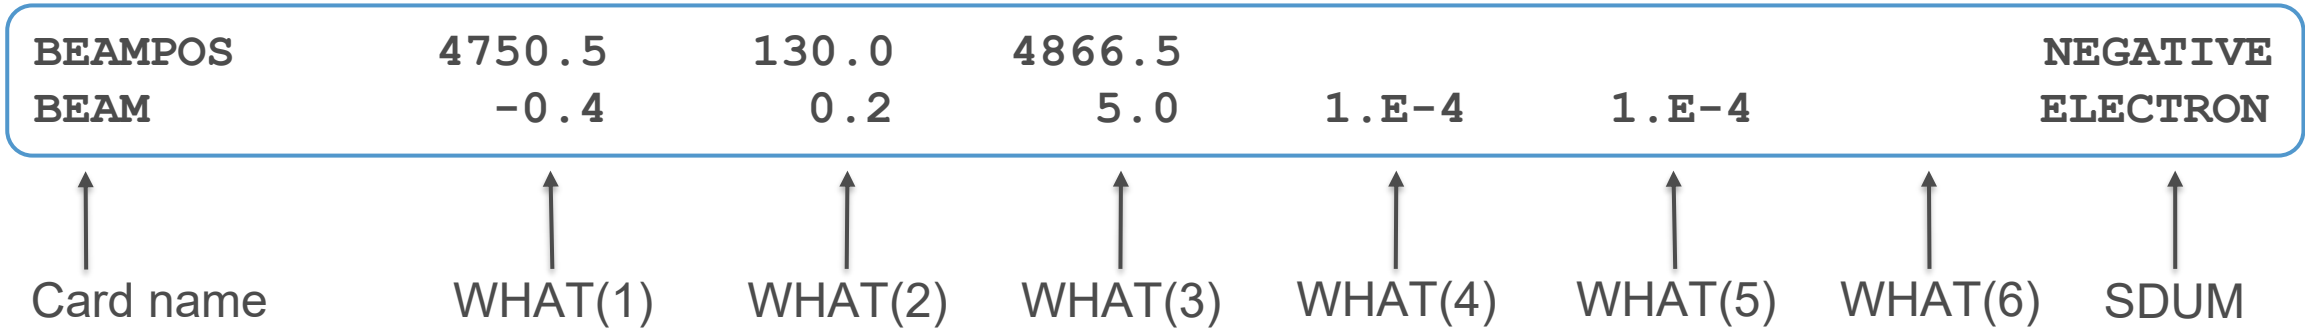 BEAMPOS 4750.5 130.0 4866.5 NEGATIVE
BEAM -0.4 0.2 5.0 1.E-4 1.E-4 ELECTRON
Card name WHAT(1) WHAT(2) WHAT(3) WHAT(4) WHAT(5) WHAT(6) SDUM